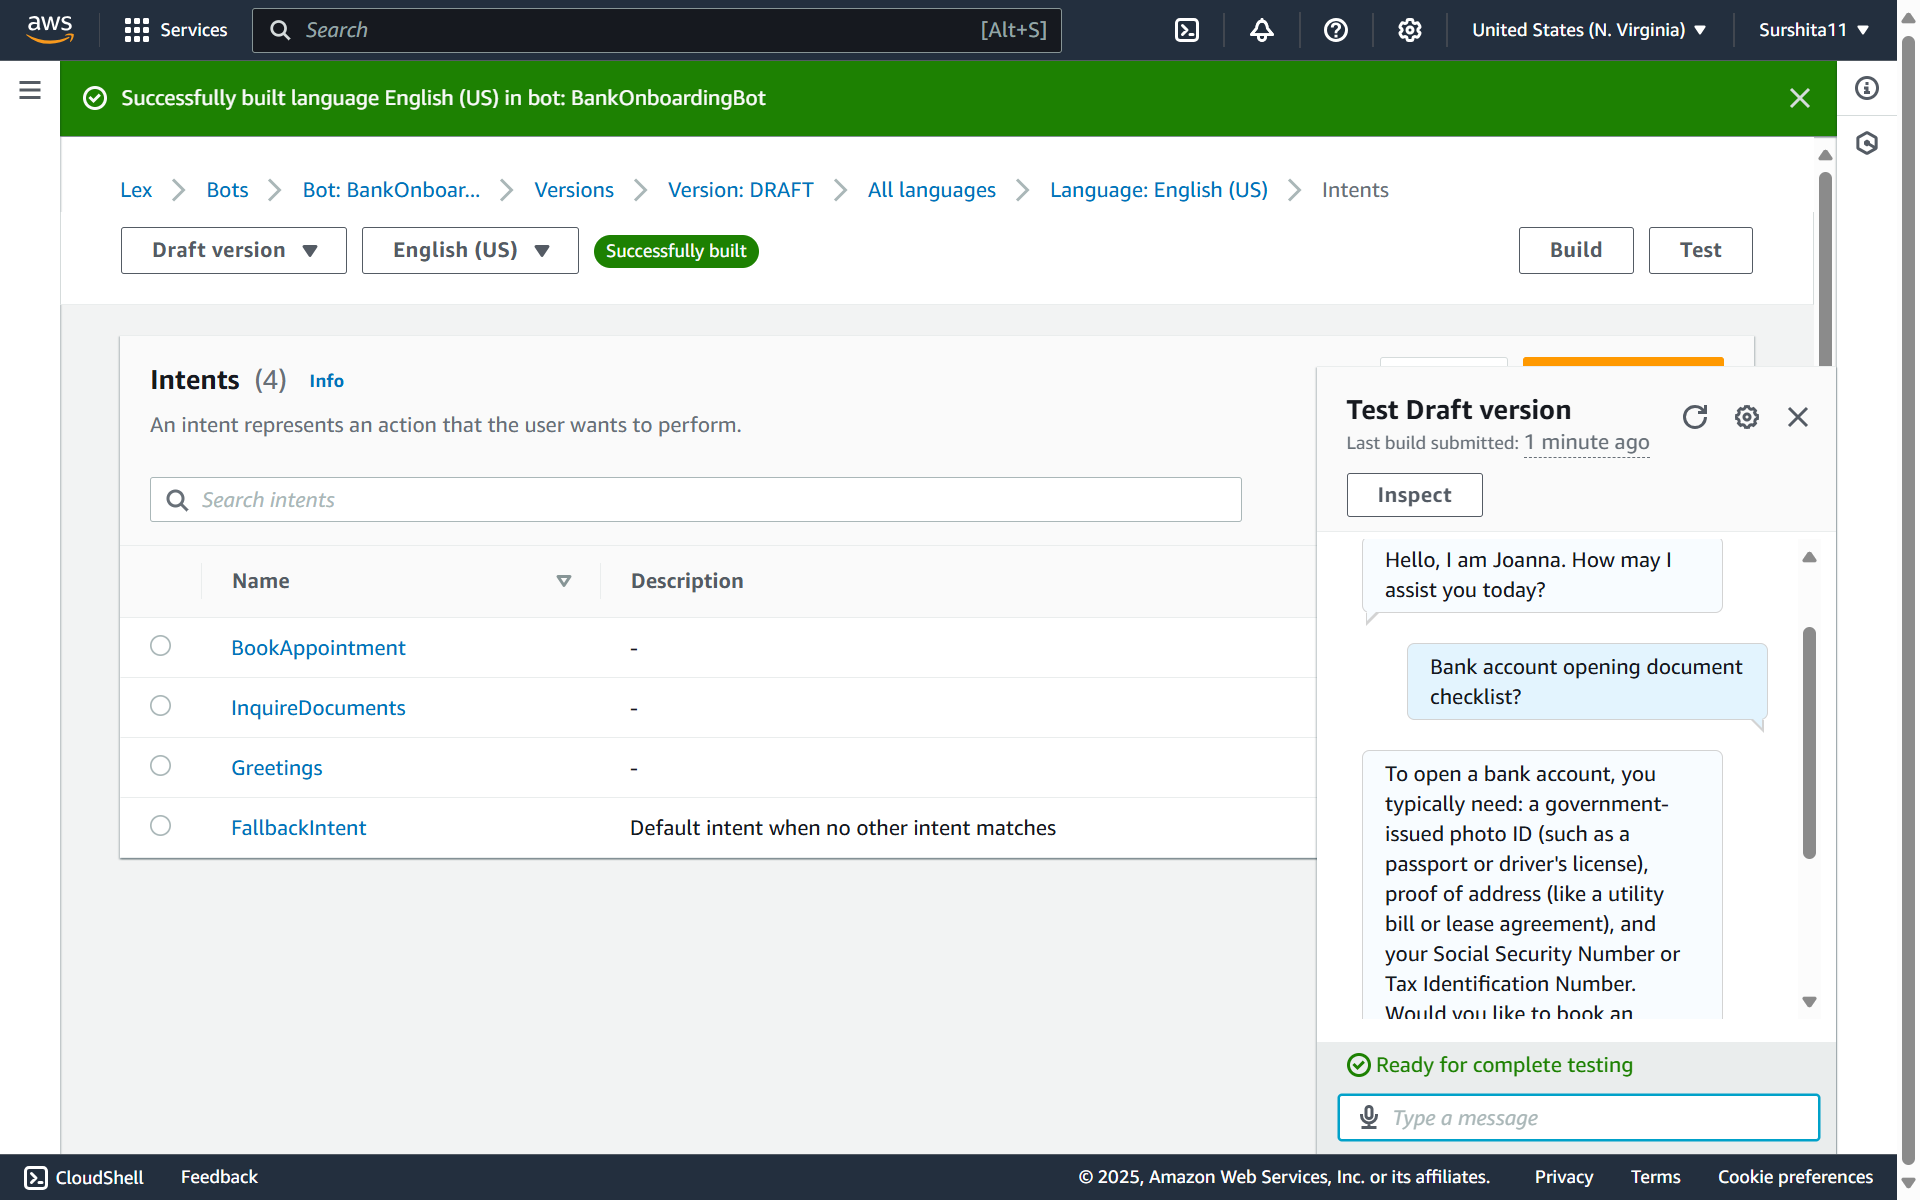 aws
Services
Search [Alt+S]
United States (N. Virginia)
Surshita11
Successfully built language English (US) in bot: BankOnboardingBot
Lex
Bots
Bot: BankOnboar...
Versions
Version: DRAFT
All languages
Language: English (US)
Intents
Draft version
English (US)
Successfully built
Build
Test
Intents (4) Info
An intent represents an action that the user wants to perform.
Search intents
Name
Description
BookAppointment
-
InquireDocuments
-
Greetings
-
FallbackIntent
Default intent when no other intent matches
Test Draft version
Last build submitted: 1 minute ago
Inspect
Hello, I am Joanna. How may I
assist you today?
Bank account opening document
checklist?
To open a bank account, you
typically need: a government-
issued photo ID (such as a
passport or driver's license),
proof of address (like a utility
bill or lease agreement), and
your Social Security Number or
Tax Identification Number.
Would you like to book an
Ready for complete testing
Type a message
CloudShell
Feedback
© 2025, Amazon Web Services, Inc. or its affiliates.
Privacy
Terms
Cookie preferences